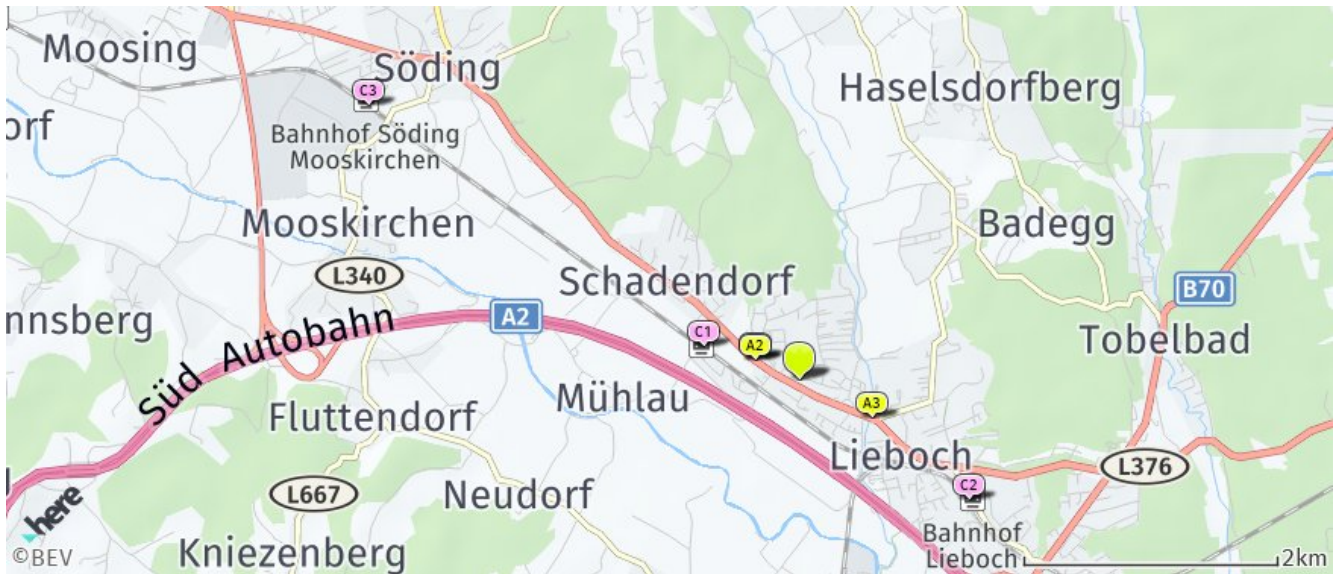 Moosing
Söding
C3
Haselsdorfberg
orf
Bahnhof Söding
Mooskirchen
Mooskirchen
Badegg
L340
Schadendorf
B70
nnsberg
A2
Tobelbad
Süd Autobahn
C1
A2
Mühlau
A3
Fluttendorf
Lieboch
L376
L667
Neudorf
C2
here
Bahnhof
Lieboch
©BEV
Kniezenberg
2km